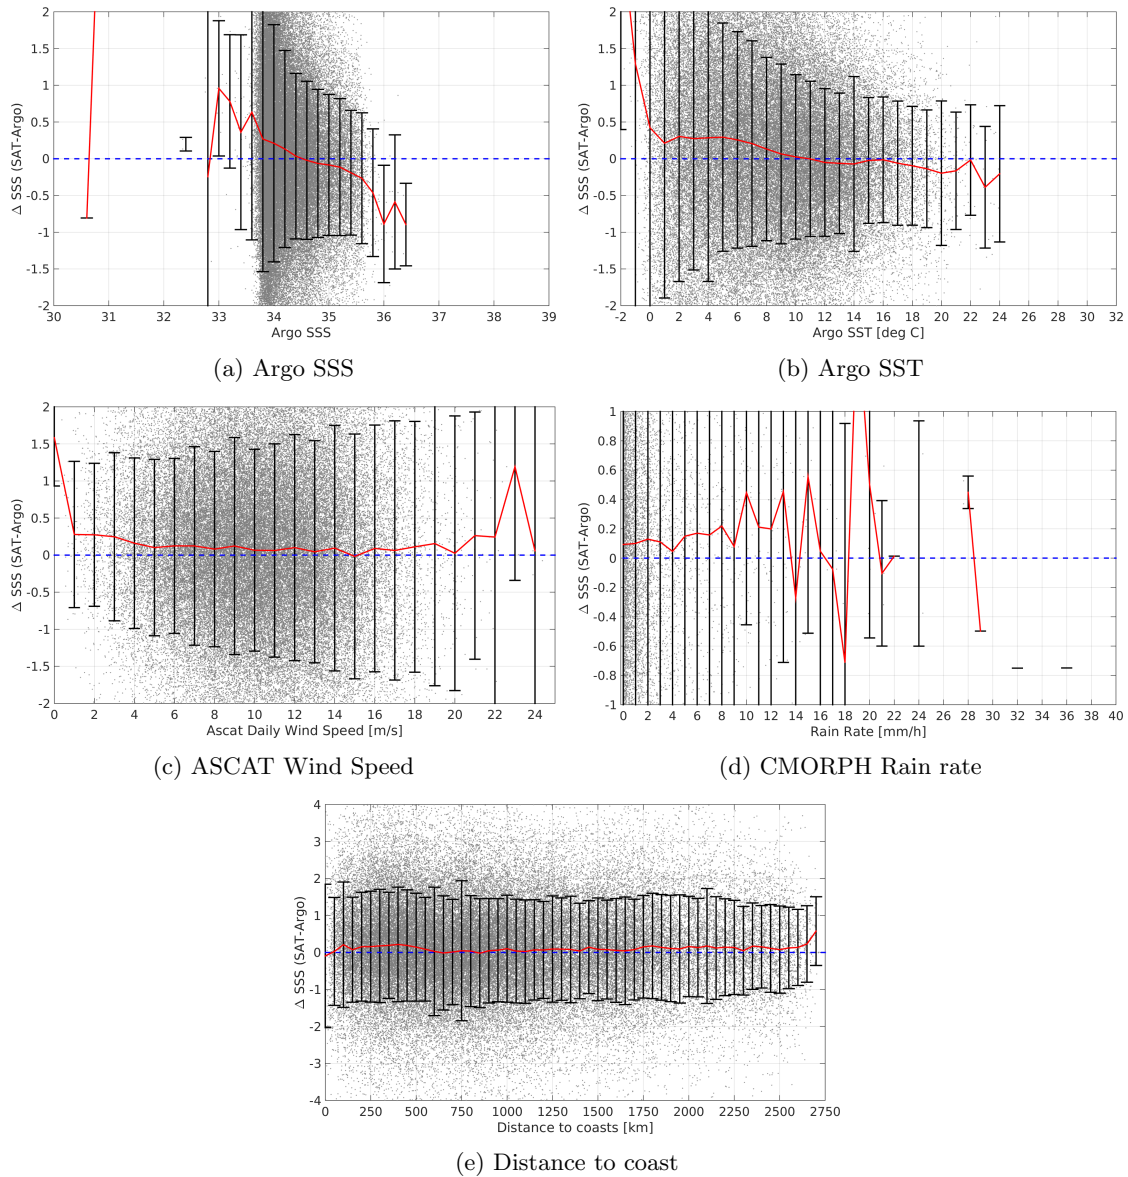 2
1.5
1
0.5
0
-0.5
-1
-1.5
-2
Δ SSS (SAT-Argo)
30 31 32 33 34 35 36 37 38 39
Argo SSS
(a) Argo SSS
2
1.5
1
0.5
0
-0.5
-1
-1.5
-2
Δ SSS (SAT-Argo)
-2 0 2 4 6 8 10 12 14 16 18 20 22 24 26 28 30 32
Argo SST [deg C]
(b) Argo SST
2
1.5
1
0.5
0
-0.5
-1
-1.5
-2
Δ SSS (SAT-Argo)
0 2 4 6 8 10 12 14 16 18 20 22 24
Ascat Daily Wind Speed [m/s]
(c) ASCAT Wind Speed
1
0.8
0.6
0.4
0.2
0
-0.2
-0.4
-0.6
-0.8
-1
Δ SSS (SAT-Argo)
0 2 4 6 8 10 12 14 16 18 20 22 24 26 28 30 32 34 36 38 40
Rain Rate [mm/h]
(d) CMORPH Rain rate
4
3
2
1
0
-1
-2
-3
-4
Δ SSS (SAT-Argo)
0 250 500 750 1000 1250 1500 1750 2000 2250 2500 2750
Distance to coasts [km]
(e) Distance to coast